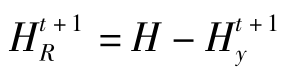 $H_R^{t+1} = H - H_y^{t+1}$